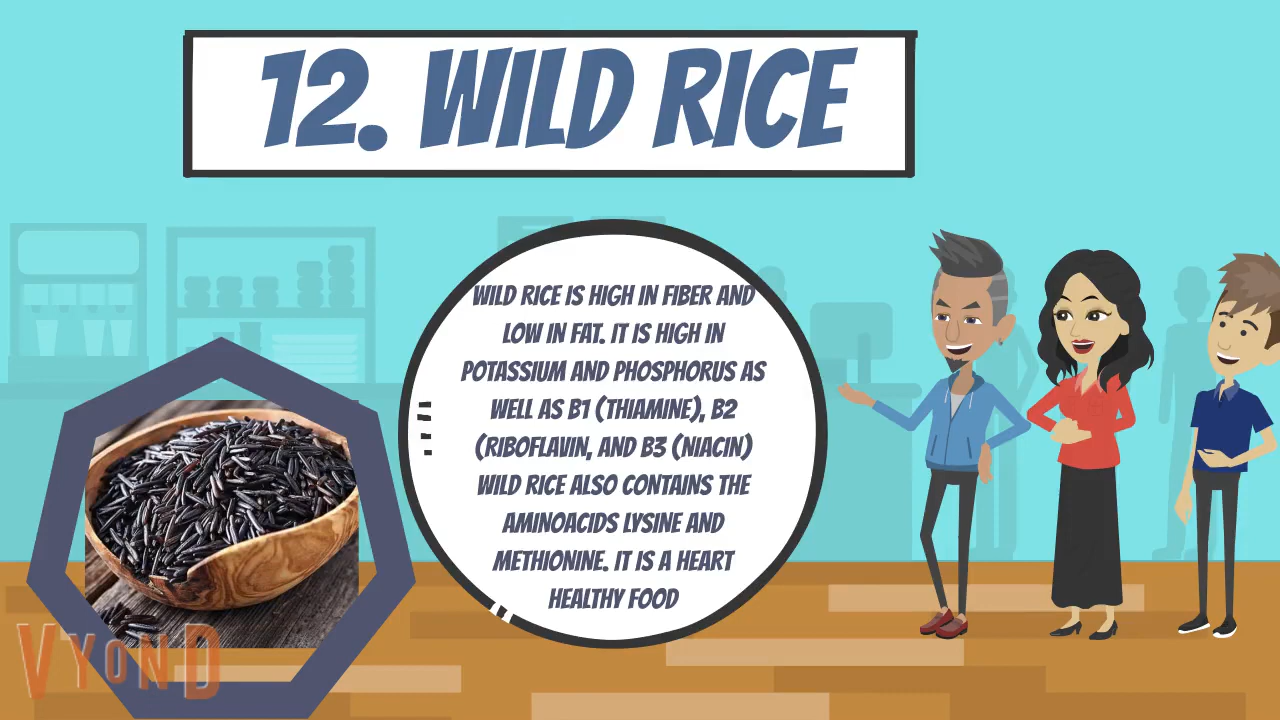 12. WILD RICE
WILD RICE IS HIGH IN FIBER AND
LOW IN FAT. IT IS HIGH IN
POTASSIUM AND PHOSPHORUS AS
WELL AS B1 (THIAMINE), B2
(RIBOFLAVIN, AND B3 (NIACIN)
WILD RICE ALSO CONTAINS THE
AMINOACIDS LYSINE AND
METHIONINE. IT IS A HEART
HEALTHY FOOD
VYOND